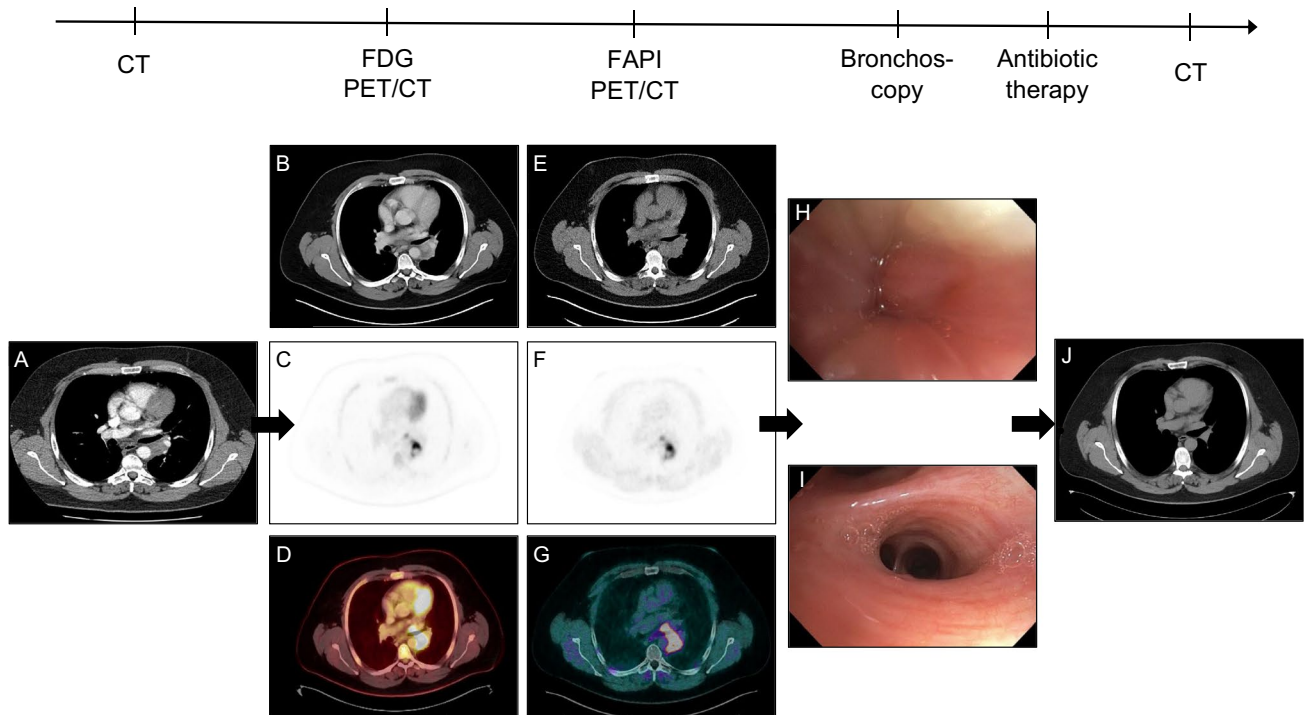 CT
FDG
PET/CT
FAPI
PET/CT
Bronchos-
copy
Antibiotic
therapy
CT
A
B
C
D
E
F
G
H
I
J